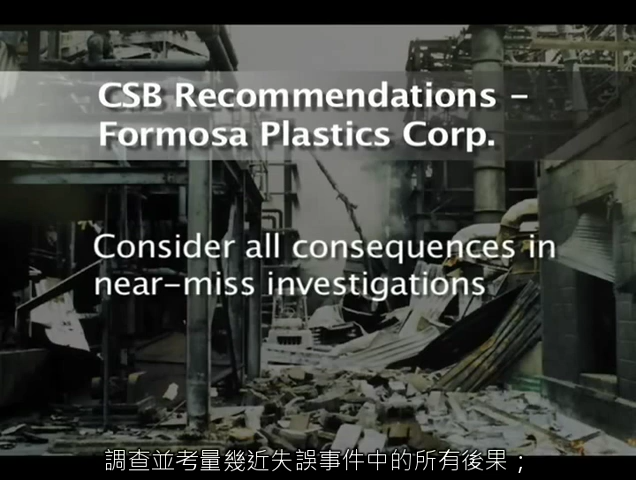 CSB Recommendations –
Formosa Plastics Corp.
Consider all consequences in
near-miss investigations
調查並考量幾近失誤事件中的所有後果；